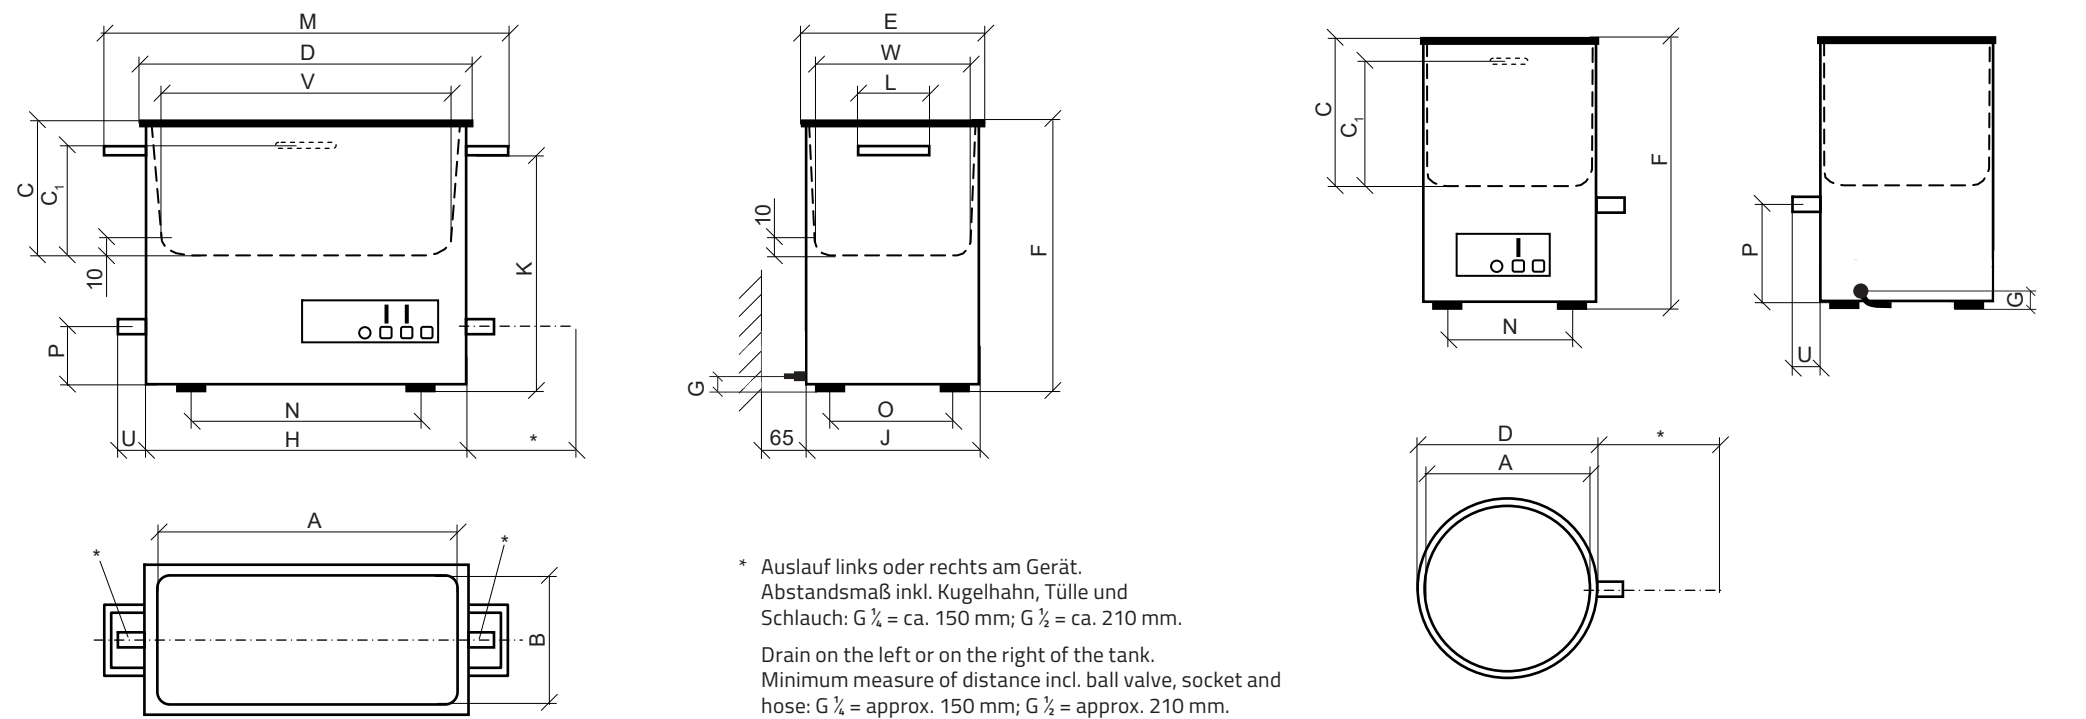 M
D
V
C
C₁
10
K
P
N
U H *
E
W
L
10
F
G
O
65 J
C
C₁
F
N
P
G
U
A
* *
B
D *
A
* Auslauf links oder rechts am Gerät.
Abstandsmaß inkl. Kugelhahn, Tülle und
Schlauch: G ¼ = ca. 150 mm; G ½ = ca. 210 mm.
Drain on the left or on the right of the tank.
Minimum measure of distance incl. ball valve, socket and
hose: G ¼ = approx. 150 mm; G ½ = approx. 210 mm.